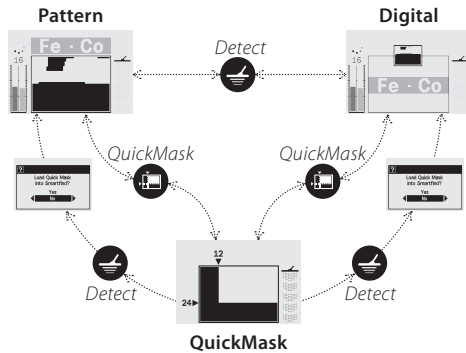 Pattern
Digital
Detect
Fe · Co
16
16
Fe · Co
QuickMask
QuickMask
?
Load Quick Mask
into Smartfind?
Yes
No
?
Load Quick Mask
into Smartfind?
Yes
No
12
24
Detect
Detect
QuickMask